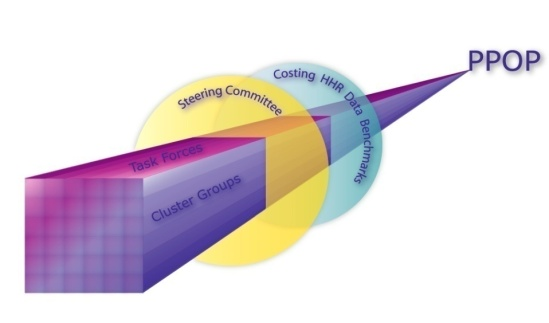 PPOP
Steering Committee
Costing HHR Data Benchmarks
Task Forces
Cluster Groups